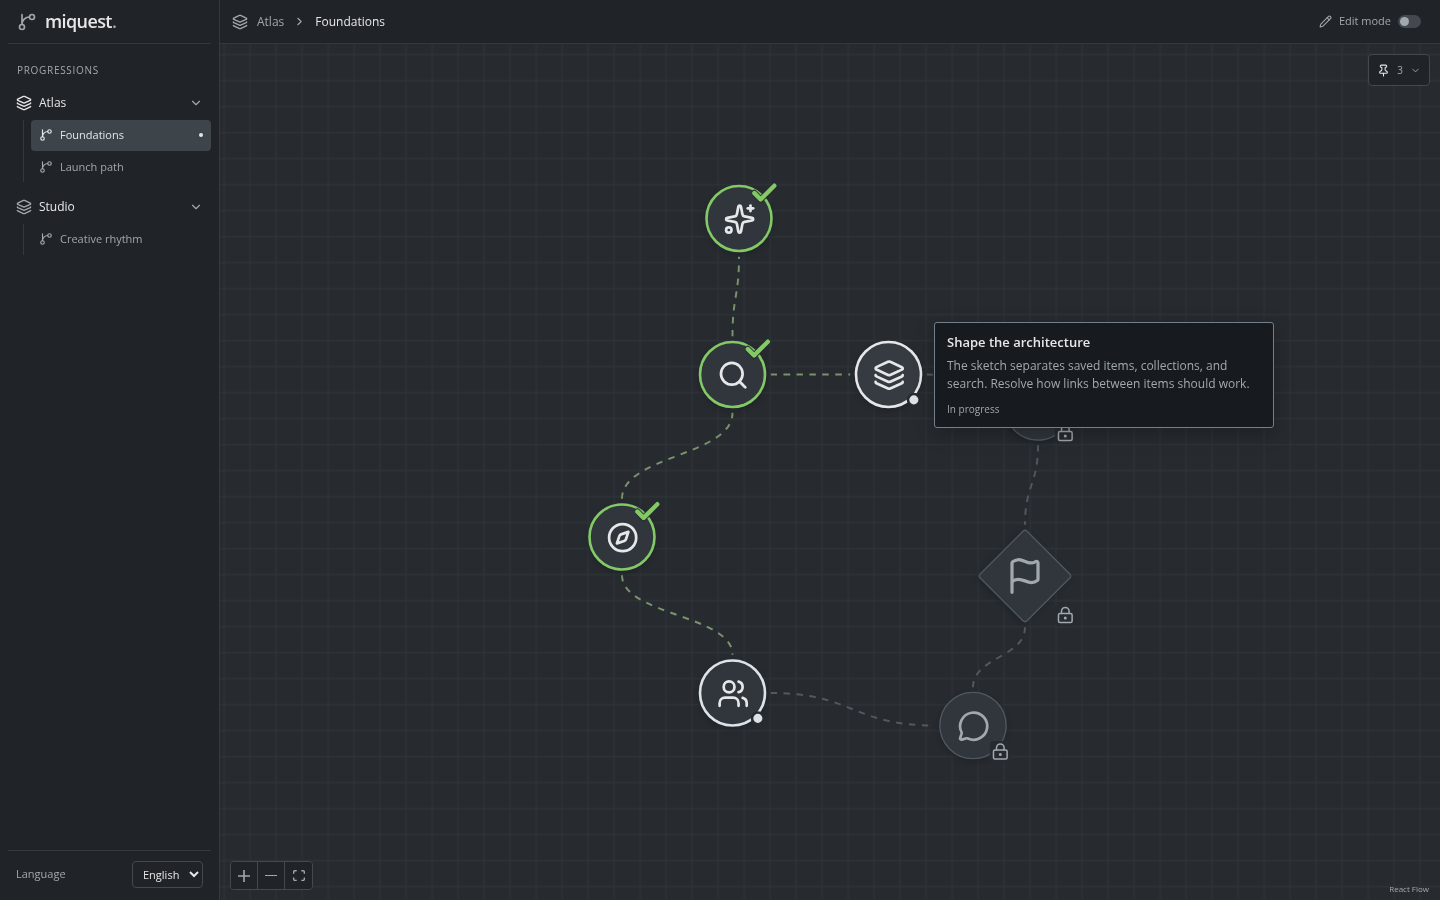 miquest.
Atlas
Foundations
Edit mode
PROGRESSIONS
3
Atlas
Foundations
Launch path
Studio
Creative rhythm
Shape the architecture
The sketch separates saved items, collections, and
search. Resolve how links between items should work.
In progress
Language
English
React Flow